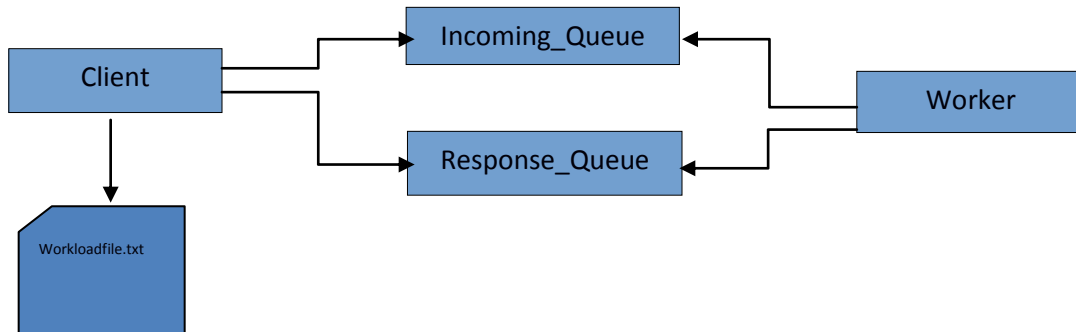 Incoming_Queue
Client
Worker
Response_Queue
Workloadfile.txt